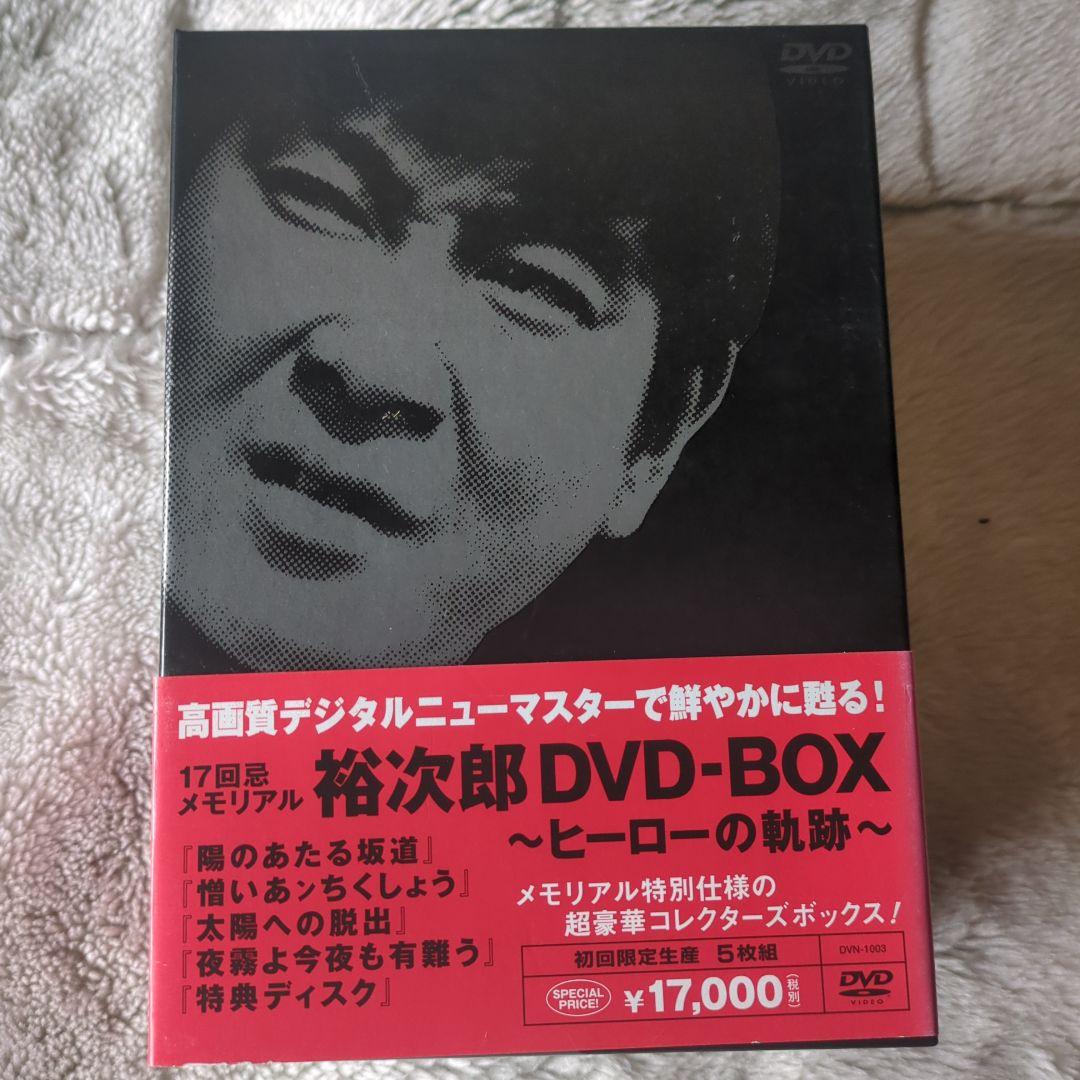 DVD
VIDEO
高画質デジタルニューマスターで鮮やかに甦る!
17回忌
メモリアル
裕次郎 DVD-BOX
~ヒーローの軌跡~
『陽のあたる坂道』
『憎いあンちくしょう』
『太陽への脱出』
『夜霧よ今夜も有難う』
『特典ディスク』
メモリアル特別仕様の
超豪華コレクターズボックス!
初回限定生産 5枚組
DVN-1003
SPECIAL
PRICE!
¥17,000(税別)
DVD
VIDEO